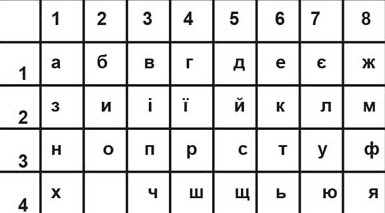 1 2 3 4 5 6 7 8
1 а б в г д е є ж
2 з и і ї й к л м
3 н о п р с т у ф
4 х ч ш щ ь ю я